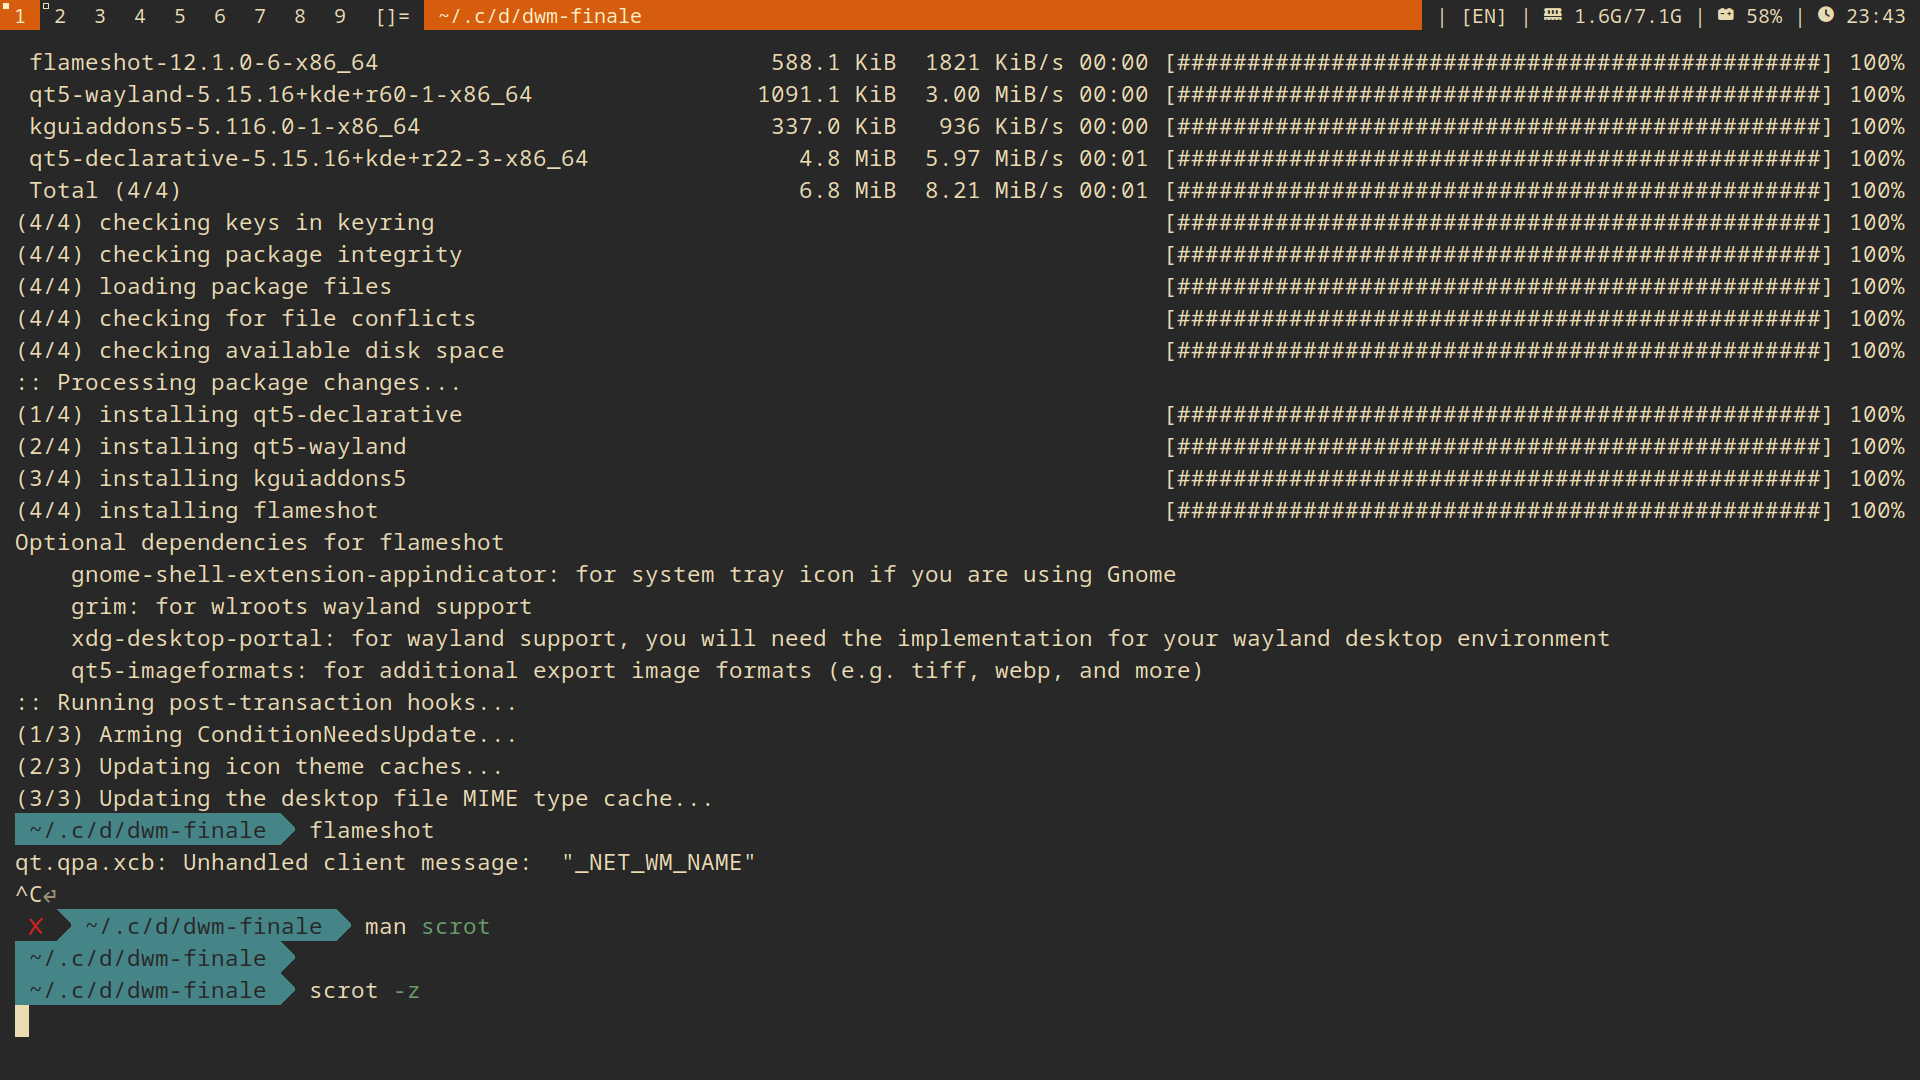 1 2 3 4 5 6 7 8 9 []= ~/.c/d/dwm-finale | [EN] | 1.6G/7.1G | 58% | 23:43
flameshot-12.1.0-6-x86_64 588.1 KiB 1821 KiB/s 00:00 [##############################################] 100%
qt5-wayland-5.15.16+kde+r60-1-x86_64 1091.1 KiB 3.00 MiB/s 00:00 [##############################################] 100%
kguiaddons5-5.116.0-1-x86_64 337.0 KiB 936 KiB/s 00:00 [##############################################] 100%
qt5-declarative-5.15.16+kde+r22-3-x86_64 4.8 MiB 5.97 MiB/s 00:01 [##############################################] 100%
Total (4/4) 6.8 MiB 8.21 MiB/s 00:01 [##############################################] 100%
(4/4) checking keys in keyring [##############################################] 100%
(4/4) checking package integrity [##############################################] 100%
(4/4) loading package files [##############################################] 100%
(4/4) checking for file conflicts [##############################################] 100%
(4/4) checking available disk space [##############################################] 100%
:: Processing package changes...
(1/4) installing qt5-declarative [##############################################] 100%
(2/4) installing qt5-wayland [##############################################] 100%
(3/4) installing kguiaddons5 [##############################################] 100%
(4/4) installing flameshot [##############################################] 100%
Optional dependencies for flameshot
gnome-shell-extension-appindicator: for system tray icon if you are using Gnome
grim: for wlroots wayland support
xdg-desktop-portal: for wayland support, you will need the implementation for your wayland desktop environment
qt5-imageformats: for additional export image formats (e.g. tiff, webp, and more)
:: Running post-transaction hooks...
(1/3) Arming ConditionNeedsUpdate...
(2/3) Updating icon theme caches...
(3/3) Updating the desktop file MIME type cache...
~/.c/d/dwm-finale flameshot
qt.qpa.xcb: Unhandled client message: "_NET_WM_NAME"
^C⏎
✗ ~/.c/d/dwm-finale man scrot
~/.c/d/dwm-finale
~/.c/d/dwm-finale scrot -z